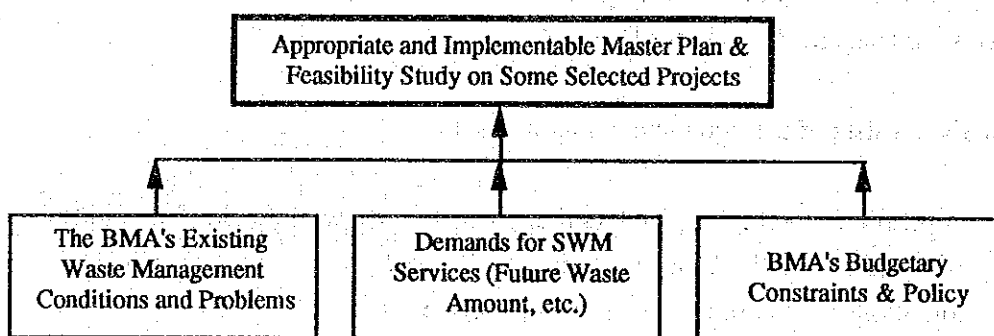 Appropriate and Implementable Master Plan &
Feasibility Study on Some Selected Projects
The BMA's Existing
Waste Management
Conditions and Problems
Demands for SWM
Services (Future Waste
Amount, etc.)
BMA's Budgetary
Constraints & Policy